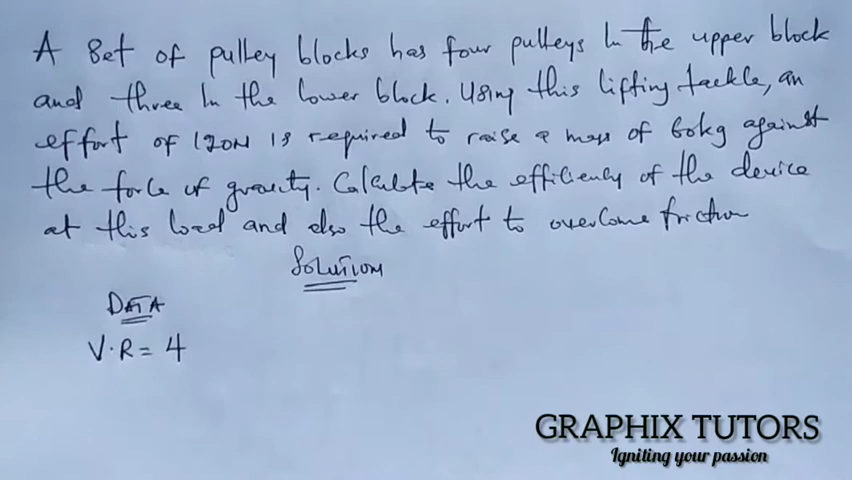 A set of pulley blocks has four pulleys in the upper block
and three in the lower block. Using this lifting tackle, an
effort of 120N is required to raise a mass of 60kg against
the force of gravity. Calculate the efficiency of the device
at this load and also the effort to overcome friction
SOLUTION
DATA
V.R = 4
GRAPHIX TUTORS
Igniting your passion